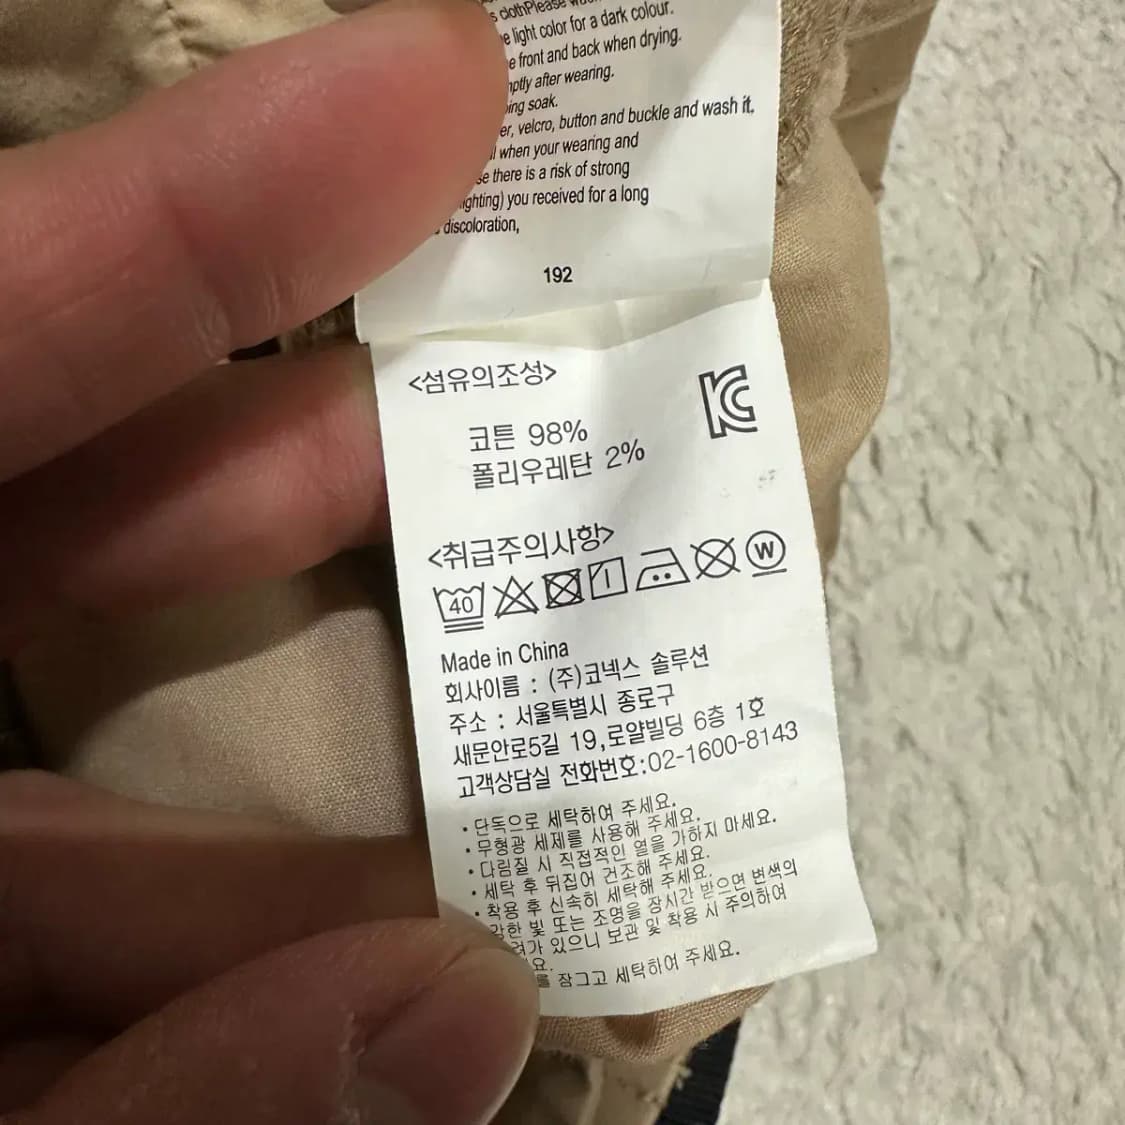 clothPlease
light color for a dark colour.
front and back when drying.
after wearing.
soak.
velcro, button and buckle and wash it.
when your wearing and
there is a risk of strong
you received for a long
discoloration,
192
<섬유의조성>
코튼 98%
폴리우레탄 2%
<취급주의사항>
40 W
Made in China
회사이름 : (주)코넥스 솔루션
주소 : 서울특별시 종로구
새문안로5길 19,로얄빌딩 6층 1호
고객상담실 전화번호:02-1600-8143
· 단독으로 세탁하여 주세요.
· 무형광 세제를 사용해 주세요.
· 다림질 시 직접적인 열을 가하지 마세요.
· 세탁 후 뒤집어 건조해 주세요.
· 착용 후 신속히 세탁해 주세요.
강한 빛 또는 조명을 장시간 받으면 변색의
있으니 보관 및 착용 시 주의하여
요.
를 잠그고 세탁하여 주세요.